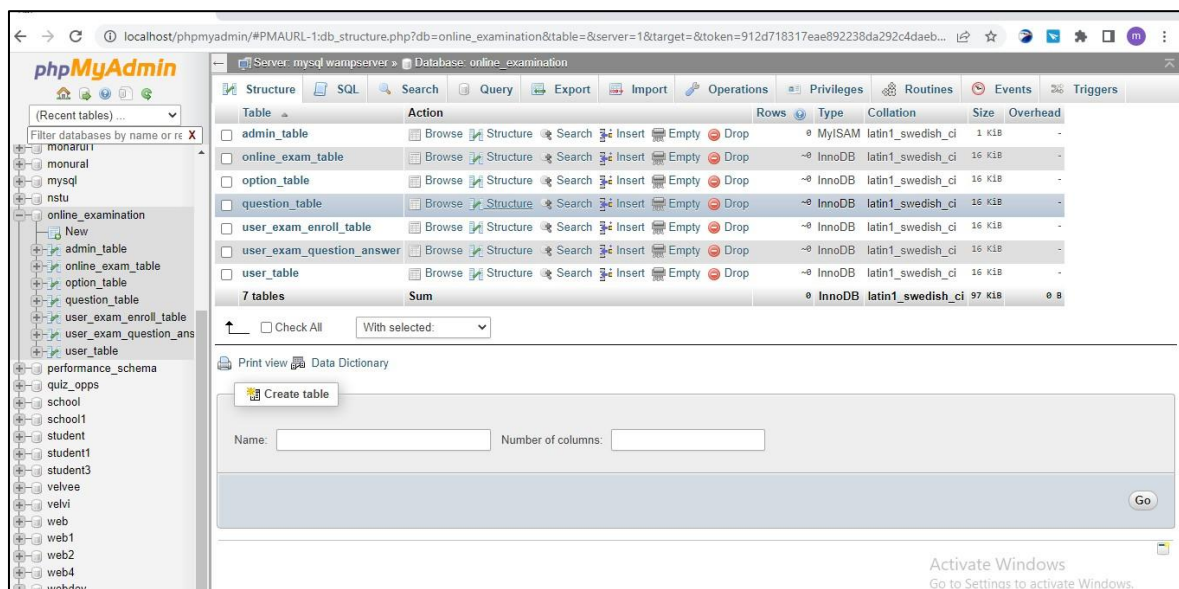 localhost/phpmyadmin/#PMAURL-1:db_structure.php?db=online_examination&table=&server=1&target=&token=912d718317eae892238da292c4daeb...
m
phpMyAdmin
(Recent tables) ...
Filter databases by name or re X
monarul1
monural
mysql
nstu
online_examination
New
admin_table
online_exam_table
option_table
question_table
user_exam_enroll_table
user_exam_question_ans
user_table
performance_schema
quiz_opps
school
school1
student
student1
student3
velvee
velvi
web
web1
web2
web4
webdev
Server: mysql wampserver » Database: online_examination
Structure SQL Search Query Export Import Operations Privileges Routines Events Triggers
Table Action Rows Type Collation Size Overhead
admin_table Browse Structure Search Insert Empty Drop 0 MyISAM latin1_swedish_ci 1 KiB -
online_exam_table Browse Structure Search Insert Empty Drop ~0 InnoDB latin1_swedish_ci 16 KiB -
option_table Browse Structure Search Insert Empty Drop ~0 InnoDB latin1_swedish_ci 16 KiB -
question_table Browse Structure Search Insert Empty Drop ~0 InnoDB latin1_swedish_ci 16 KiB -
user_exam_enroll_table Browse Structure Search Insert Empty Drop ~0 InnoDB latin1_swedish_ci 16 KiB -
user_exam_question_answer Browse Structure Search Insert Empty Drop ~0 InnoDB latin1_swedish_ci 16 KiB -
user_table Browse Structure Search Insert Empty Drop ~0 InnoDB latin1_swedish_ci 16 KiB -
7 tables Sum 0 InnoDB latin1_swedish_ci 97 KiB 0 B
Check All With selected:
Print view Data Dictionary
Create table
Name: Number of columns:
Go
Activate Windows
Go to Settings to activate Windows.